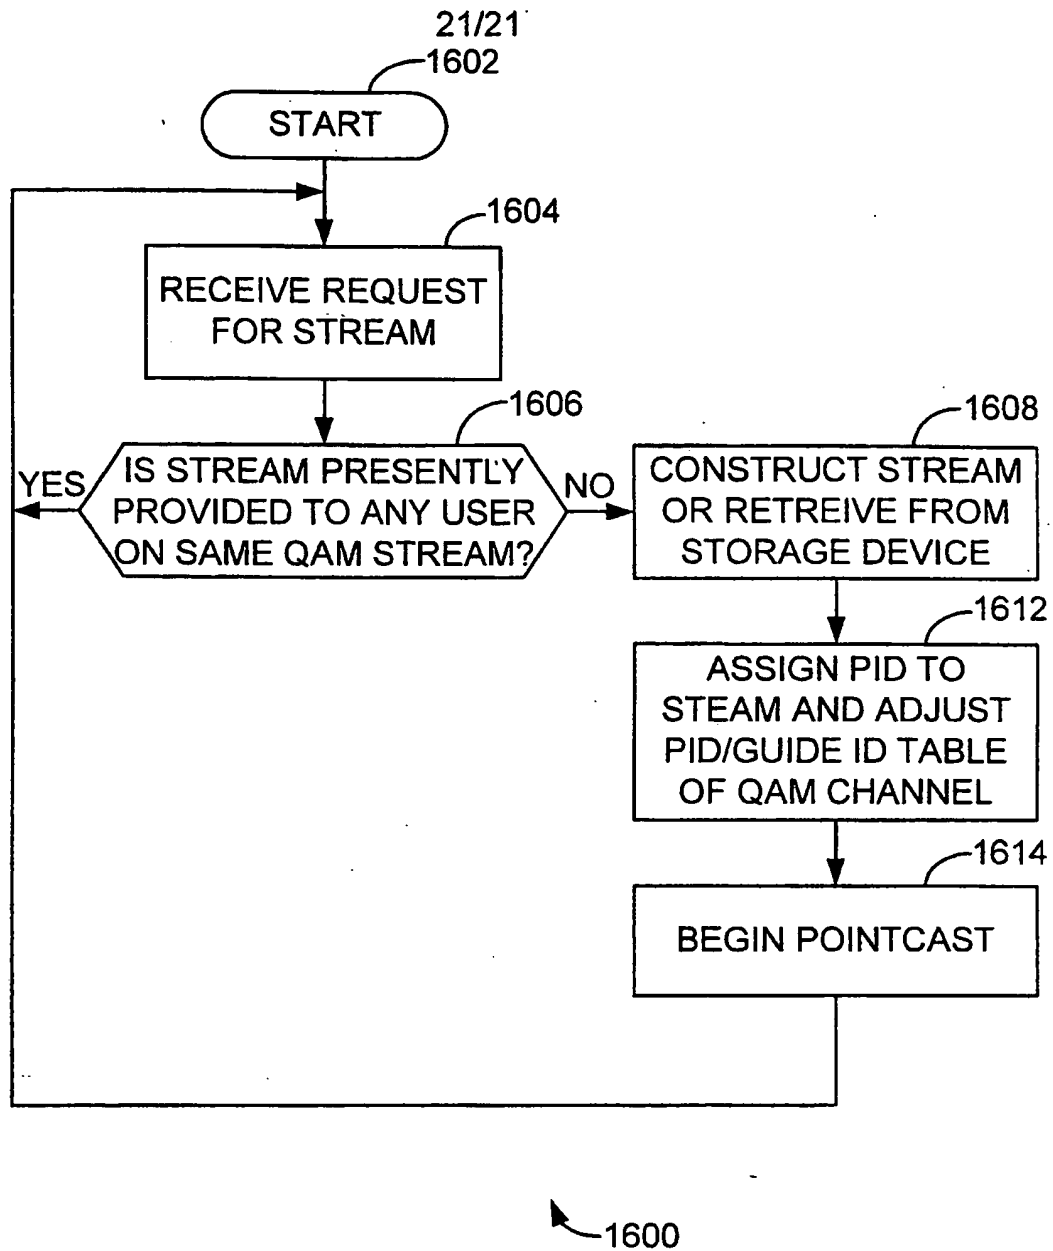 21/21
1602
START
1604
RECEIVE REQUEST
FOR STREAM
1606
YES
IS STREAM PRESENTLY
PROVIDED TO ANY USER
ON SAME QAM STREAM?
NO
1608
CONSTRUCT STREAM
OR RETREIVE FROM
STORAGE DEVICE
1612
ASSIGN PID TO
STEAM AND ADJUST
PID/GUIDE ID TABLE
OF QAM CHANNEL
1614
BEGIN POINTCAST
1600